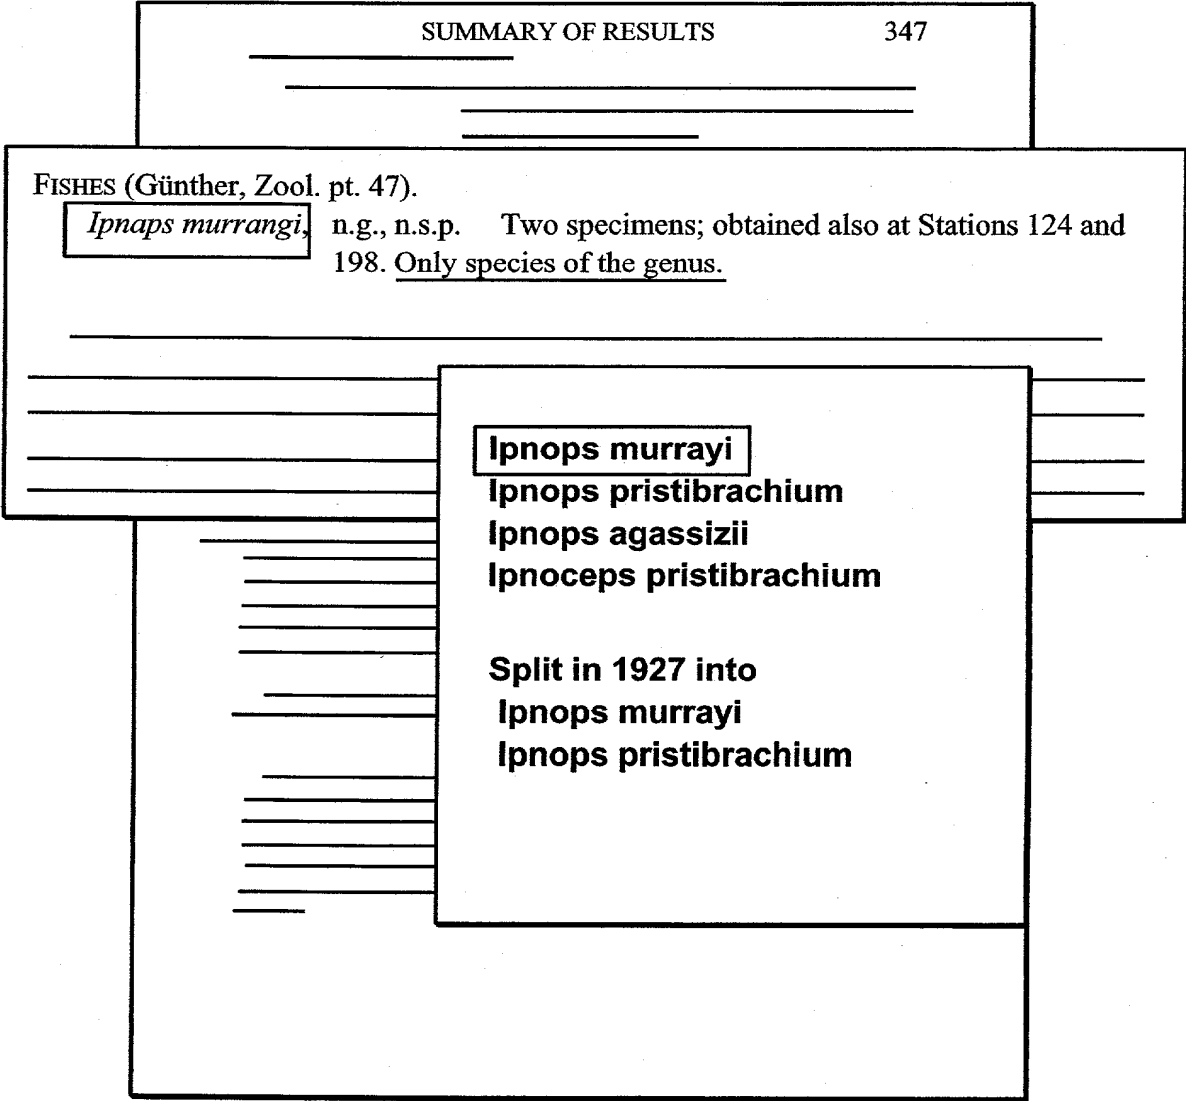 SUMMARY OF RESULTS 347
FISHES (Günther, Zool. pt. 47).
Ipnaps murrangi, n.g., n.s.p. Two specimens; obtained also at Stations 124 and
198. Only species of the genus.
Ipnops murrayi
Ipnops pristibrachium
Ipnops agassizii
Ipnoceps pristibrachium
Split in 1927 into
Ipnops murrayi
Ipnops pristibrachium